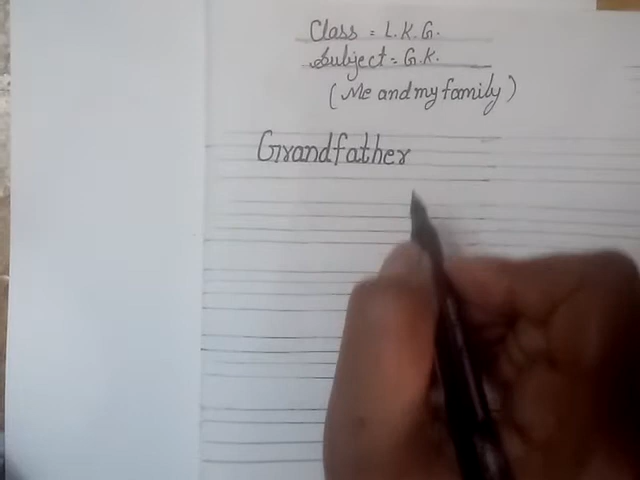 Class = L.K.G.
Subject = G.K.
(Me and my family)
Grandfather